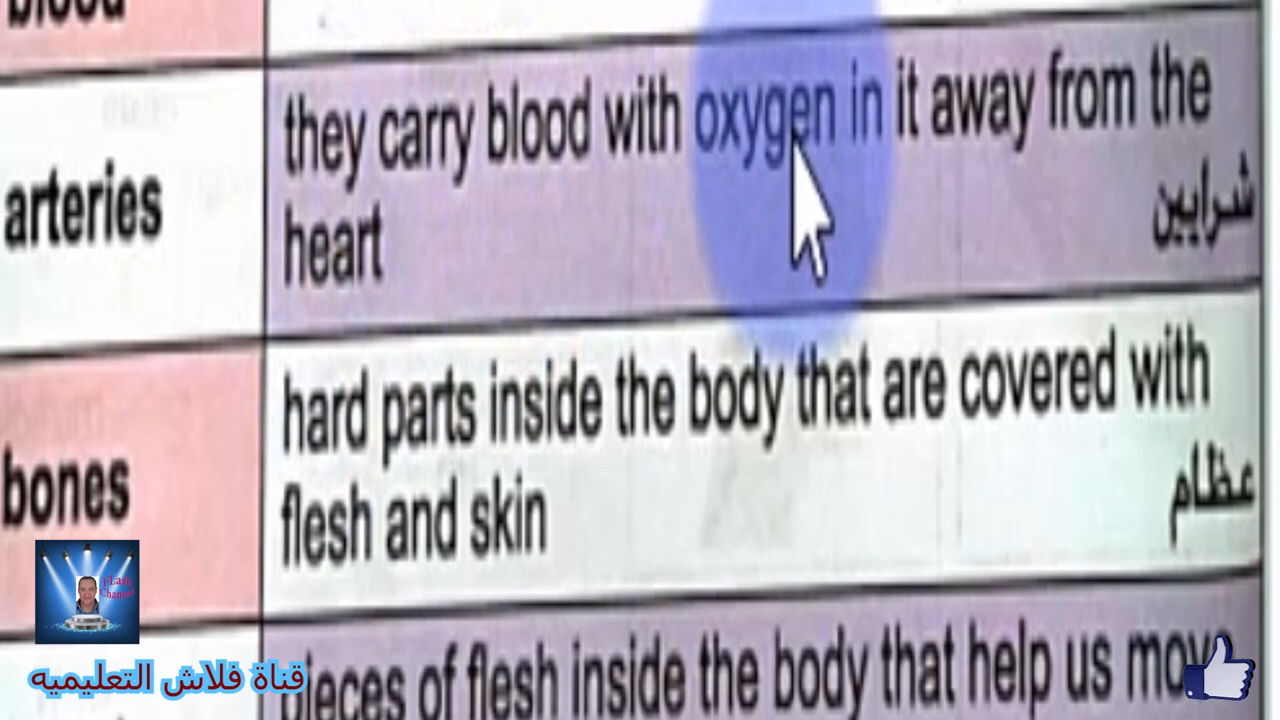 blood
they carry blood with oxygen in it away from the
arteries
شرايين
heart
hard parts inside the body that are covered with
bones
عظام
flesh and skin
FLash
Channel
قناة فلاش التعليميه
pieces of flesh inside the body that help us move